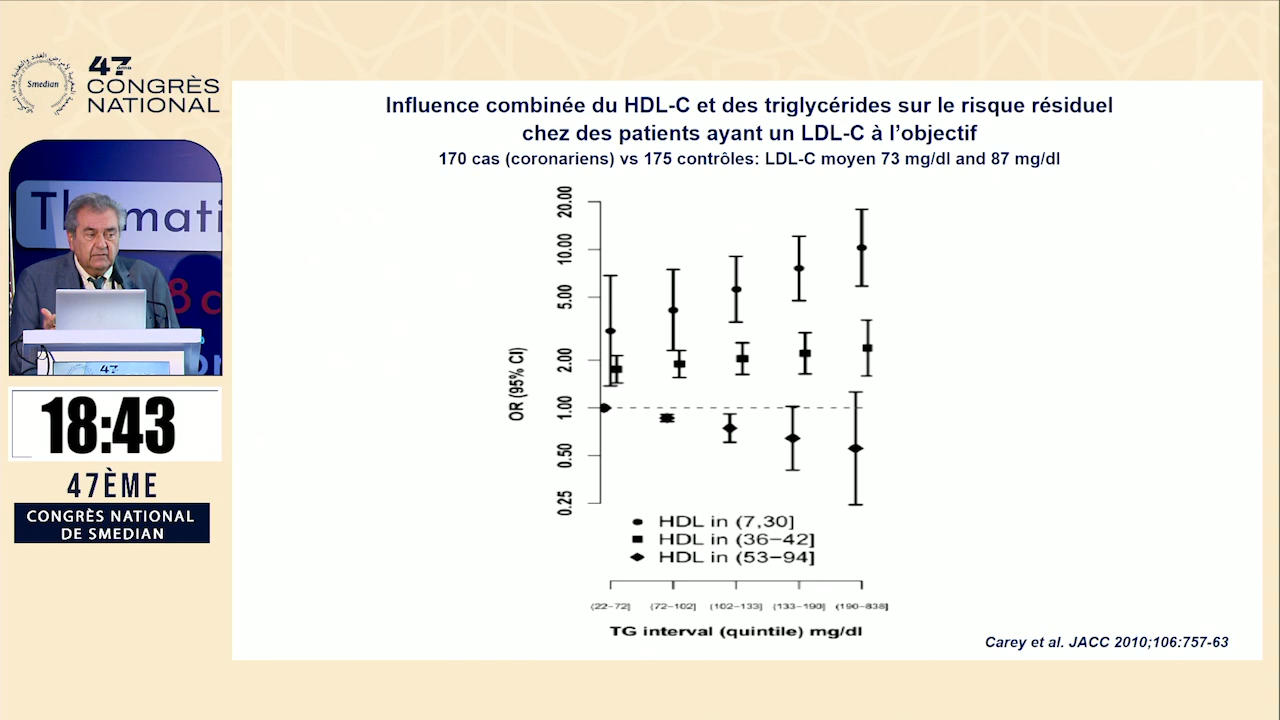 Smedian
47ème
CONGRÈS
NATIONAL
Influence combinée du HDL-C et des triglycérides sur le risque résiduel
chez des patients ayant un LDL-C à l’objectif
170 cas (coronariens) vs 175 contrôles: LDL-C moyen 73 mg/dl and 87 mg/dl
20.00
10.00
5.00
2.00
1.00
0.50
0.25
OR (95% CI)
HDL in (7,30]
HDL in (36−42]
HDL in (53−94]
(22−72]
(72−102]
(102−133]
(133−190]
(190−838]
TG interval (quintile) mg/dl
Carey et al. JACC 2010;106:757-63
mati
8
47
18:43
47ÈME
CONGRÈS NATIONAL
DE SMEDIAN